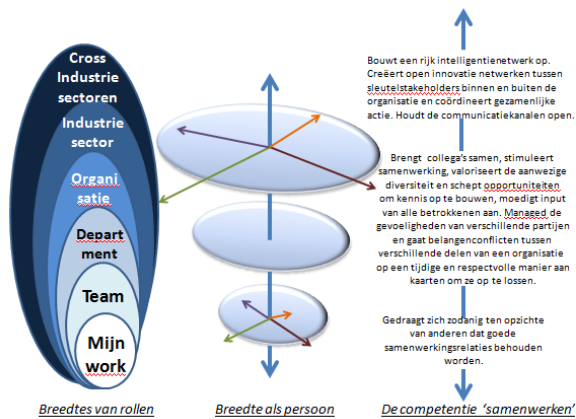 Cross
Industrie
sectoren
Industrie
sector
Organi
satie
Depart
ment
Team
Mijn
work
Bouwt een rijk intelligentienetwerk op.
Creëert open innovatie netwerken tussen
sleutelstakeholders binnen en buiten de
organisatie en coördineert gezamenlijke
actie. Houdt de communicatiekanalen open.
Brengt collega's samen, stimuleert
samenwerking, valoriseert de aanwezige
diversiteit en schept opportuniteiten
om kennis op te bouwen, moedigt input
van alle betrokkenen aan. Managed de
gevoeligheden van verschillende partijen
en gaat belangenconflicten tussen
verschillende delen van een organisatie
op een tijdige en respectvolle manier aan
kaarten om ze op te lossen.
Gedraagt zich zodanig ten opzichte
van anderen dat goede
samenwerkingsrelaties behouden
worden.
Breedtes van rollen
Breedte als persoon
De competentie 'samenwerken'